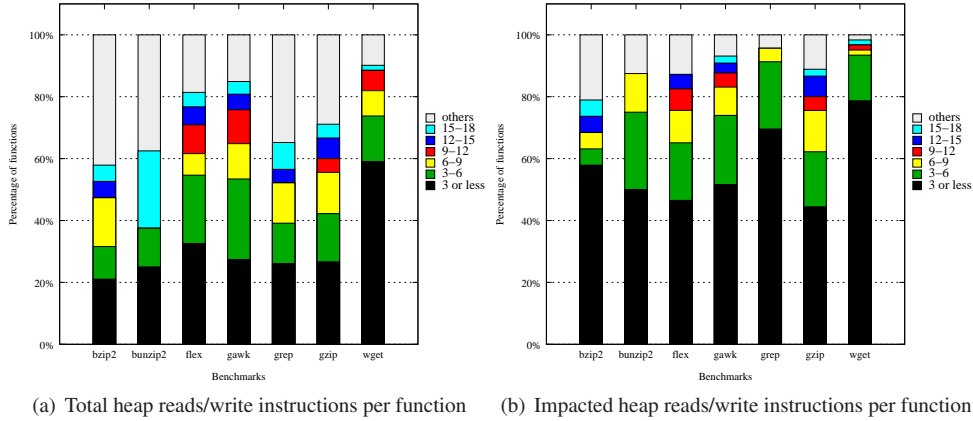 100%
80%
60%
40%
20%
0%
Percentage of functions
bzip2 bunzip2 flex gawk grep gzip wget
Benchmarks
others
15−18
12−15
9−12
6−9
3−6
3 or less
(a) Total heap reads/write instructions per function
100%
80%
60%
40%
20%
0%
Percentage of functions
bzip2 bunzip2 flex gawk grep gzip wget
Benchmarks
others
15−18
12−15
9−12
6−9
3−6
3 or less
(b) Impacted heap reads/write instructions per function